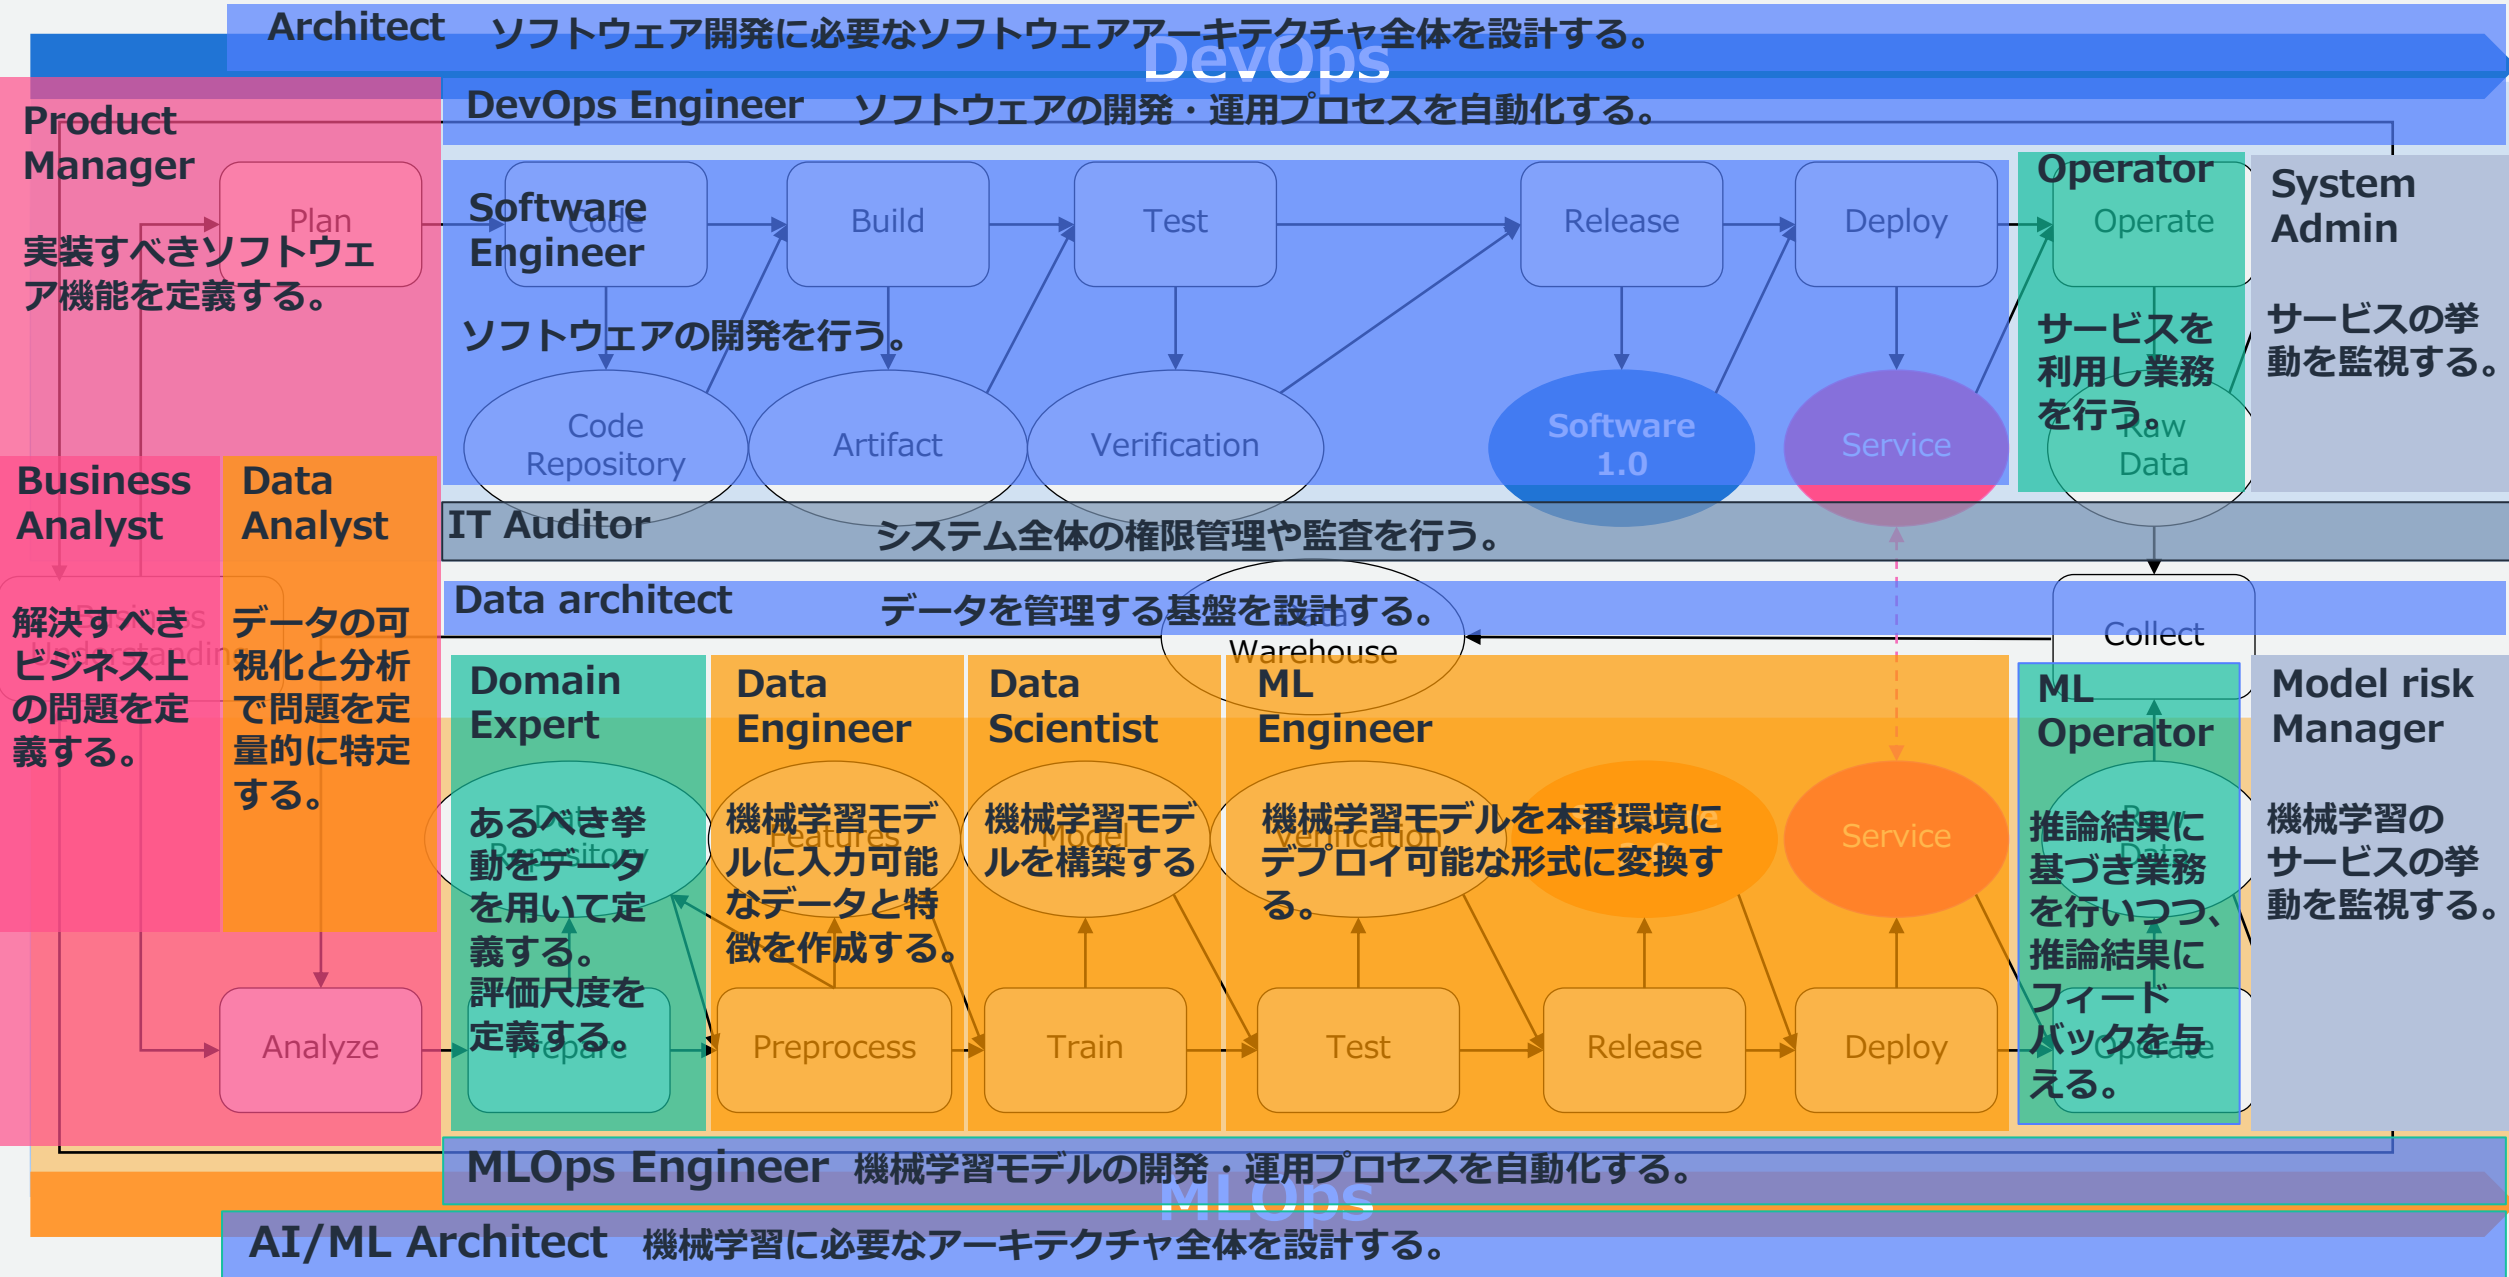 Architect ソフトウェア開発に必要なソフトウェアアーキテクチャ全体を設計する。
DevOps
DevOps Engineer ソフトウェアの開発・運用プロセスを自動化する。
Product
Manager
実装すべきソフトウェ
ア機能を定義する。
Plan
Software
Engineer
ソフトウェアの開発を行う。
Code
Build
Test
Release
Deploy
Operator
Operate
サービスを
利用し業務
を行う。
System
Admin
サービスの挙
動を監視する。
Code
Repository
Artifact
Verification
Software
1.0
Service
Raw
Data
Business
Analyst
解決すべき
ビジネス上
の問題を定
義する。
Business
Understanding
Data
Analyst
データの可
視化と分析
で問題を定
量的に特定
する。
IT Auditor システム全体の権限管理や監査を行う。
Data architect データを管理する基盤を設計する。
Data
Warehouse
Collect
Domain
Expert
あるべき挙
動をデータ
を用いて定
義する。
評価尺度を
定義する。
Data
Repository
Data
Engineer
機械学習モデ
ルに入力可能
なデータと特
徴を作成する。
Features
Data
Scientist
機械学習モデ
ルを構築する
Model
ML
Engineer
機械学習モデルを本番環境に
デプロイ可能な形式に変換す
る。
Verification
Service
ML
Operator
推論結果に
基づき業務
を行いつつ、
推論結果に
フィード
バックを与
える。
Raw
Data
Model risk
Manager
機械学習の
サービスの挙
動を監視する。
Analyze
Prepare
Preprocess
Train
Test
Release
Deploy
Operate
MLOps Engineer 機械学習モデルの開発・運用プロセスを自動化する。
MLOps
AI/ML Architect 機械学習に必要なアーキテクチャ全体を設計する。